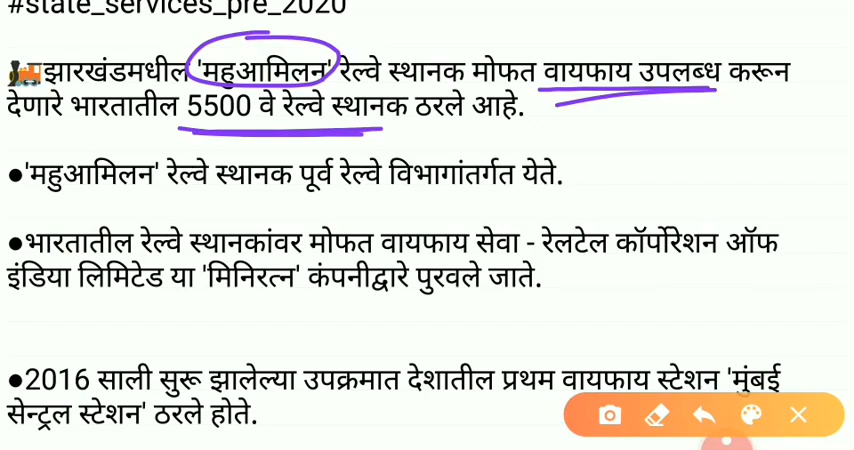 #state_services_pre_2020
🚂झारखंडमधील 'महुआमिलन' रेल्वे स्थानक मोफत वायफाय उपलब्ध करून
देणारे भारतातील 5500 वे रेल्वे स्थानक ठरले आहे.
●'महुआमिलन' रेल्वे स्थानक पूर्व रेल्वे विभागांतर्गत येते.
●भारतातील रेल्वे स्थानकांवर मोफत वायफाय सेवा - रेलटेल कॉर्पोरेशन ऑफ
इंडिया लिमिटेड या 'मिनिरत्न' कंपनीद्वारे पुरवले जाते.
●2016 साली सुरू झालेल्या उपक्रमात देशातील प्रथम वायफाय स्टेशन 'मुंबई
सेन्ट्रल स्टेशन' ठरले होते.